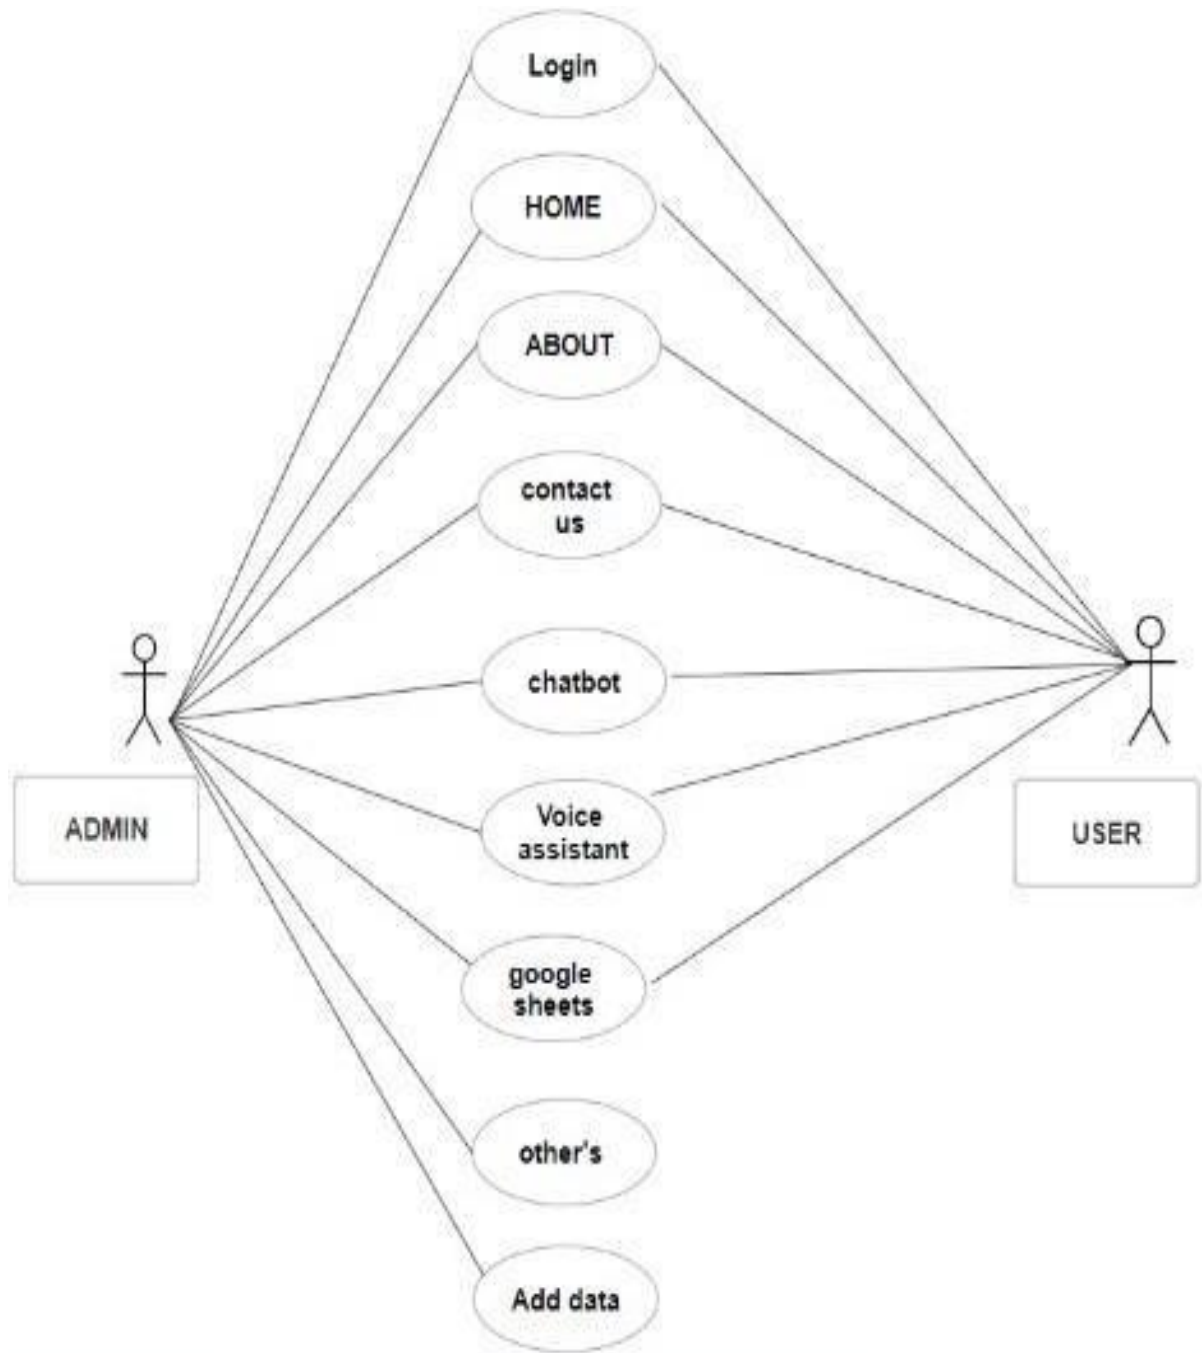 Login
HOME
ABOUT
contact
us
chatbot
Voice
assistant
ADMIN
USER
google
sheets
other's
Add data